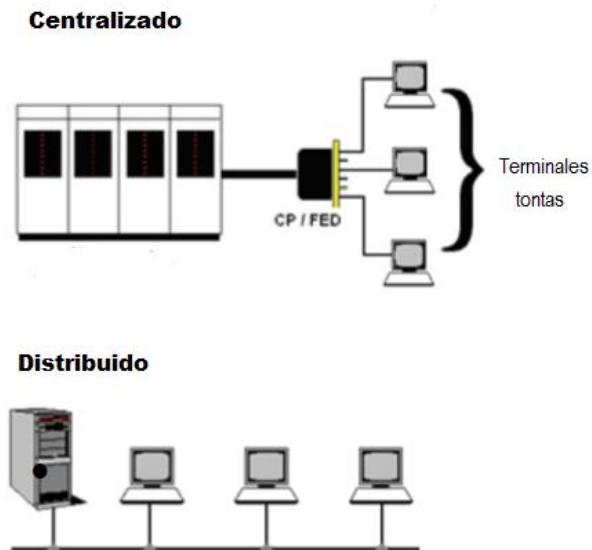 Centralizado
CP / FED
Terminales
tontas
Distribuido